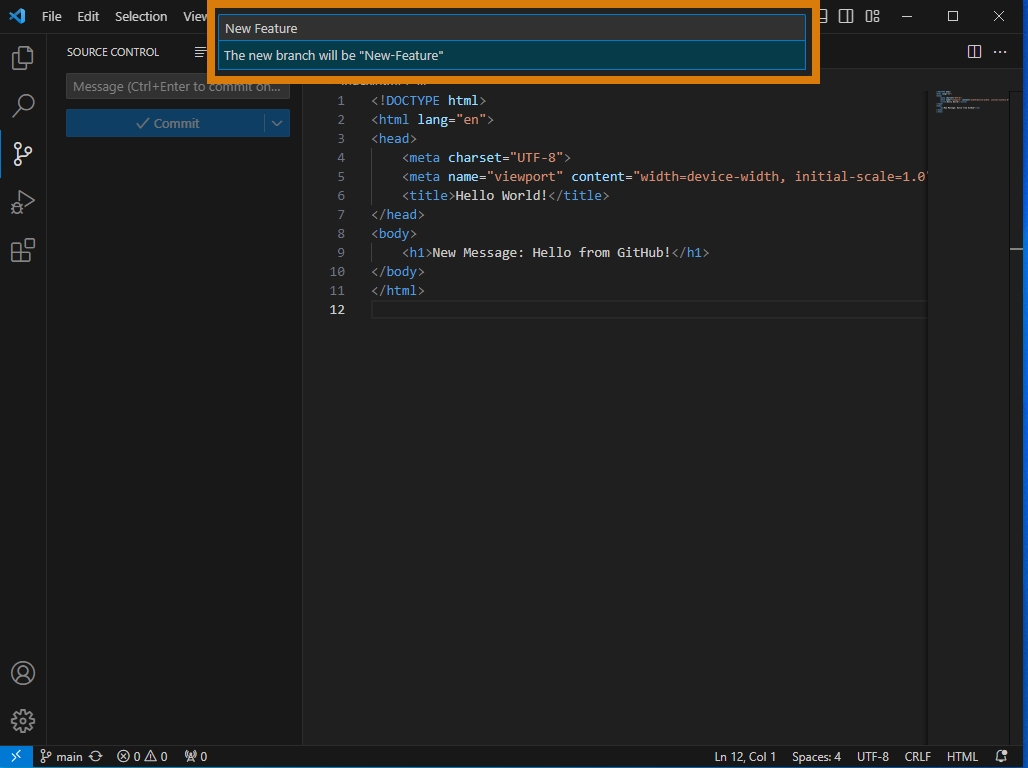 File Edit Selection View
New Feature
The new branch will be "New-Feature"
SOURCE CONTROL
Message (Ctrl+Enter to commit on...
Commit
1 <!DOCTYPE html>
2 <html lang="en">
3 <head>
4 <meta charset="UTF-8">
5 <meta name="viewport" content="width=device-width, initial-scale=1.0"
6 <title>Hello World!</title>
7 </head>
8 <body>
9 <h1>New Message: Hello from GitHub!</h1>
10 </body>
11 </html>
12
main 0 0 0 Ln 12, Col 1 Spaces: 4 UTF-8 CRLF HTML